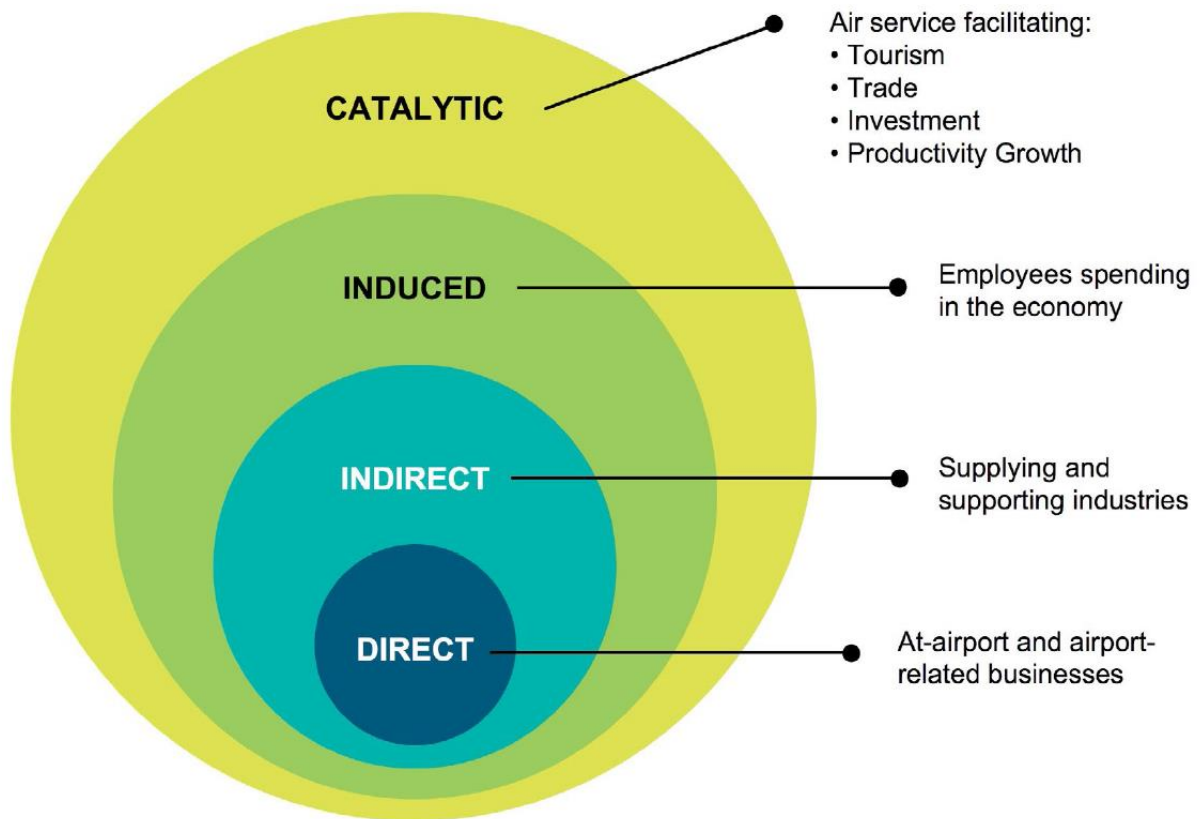 CATALYTIC
Air service facilitating:
• Tourism
• Trade
• Investment
• Productivity Growth
INDUCED
Employees spending
in the economy
INDIRECT
Supplying and
supporting industries
DIRECT
At-airport and airport-
related businesses